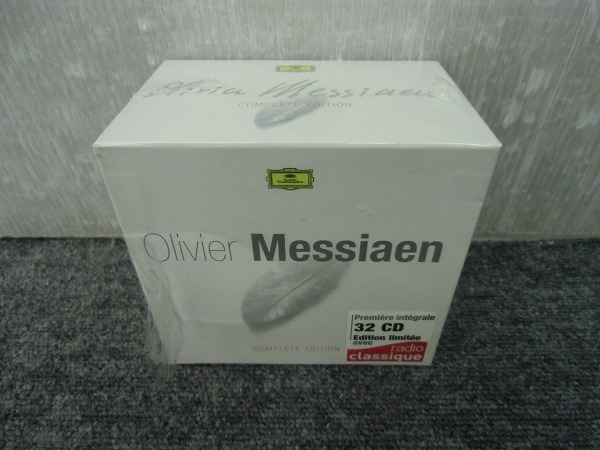 Olivier Messiaen
COMPLETE EDITION
Olivier Messiaen
COMPLETE EDITION
Première intégrale
32 CD
Edition limitée
avec
radio
classique